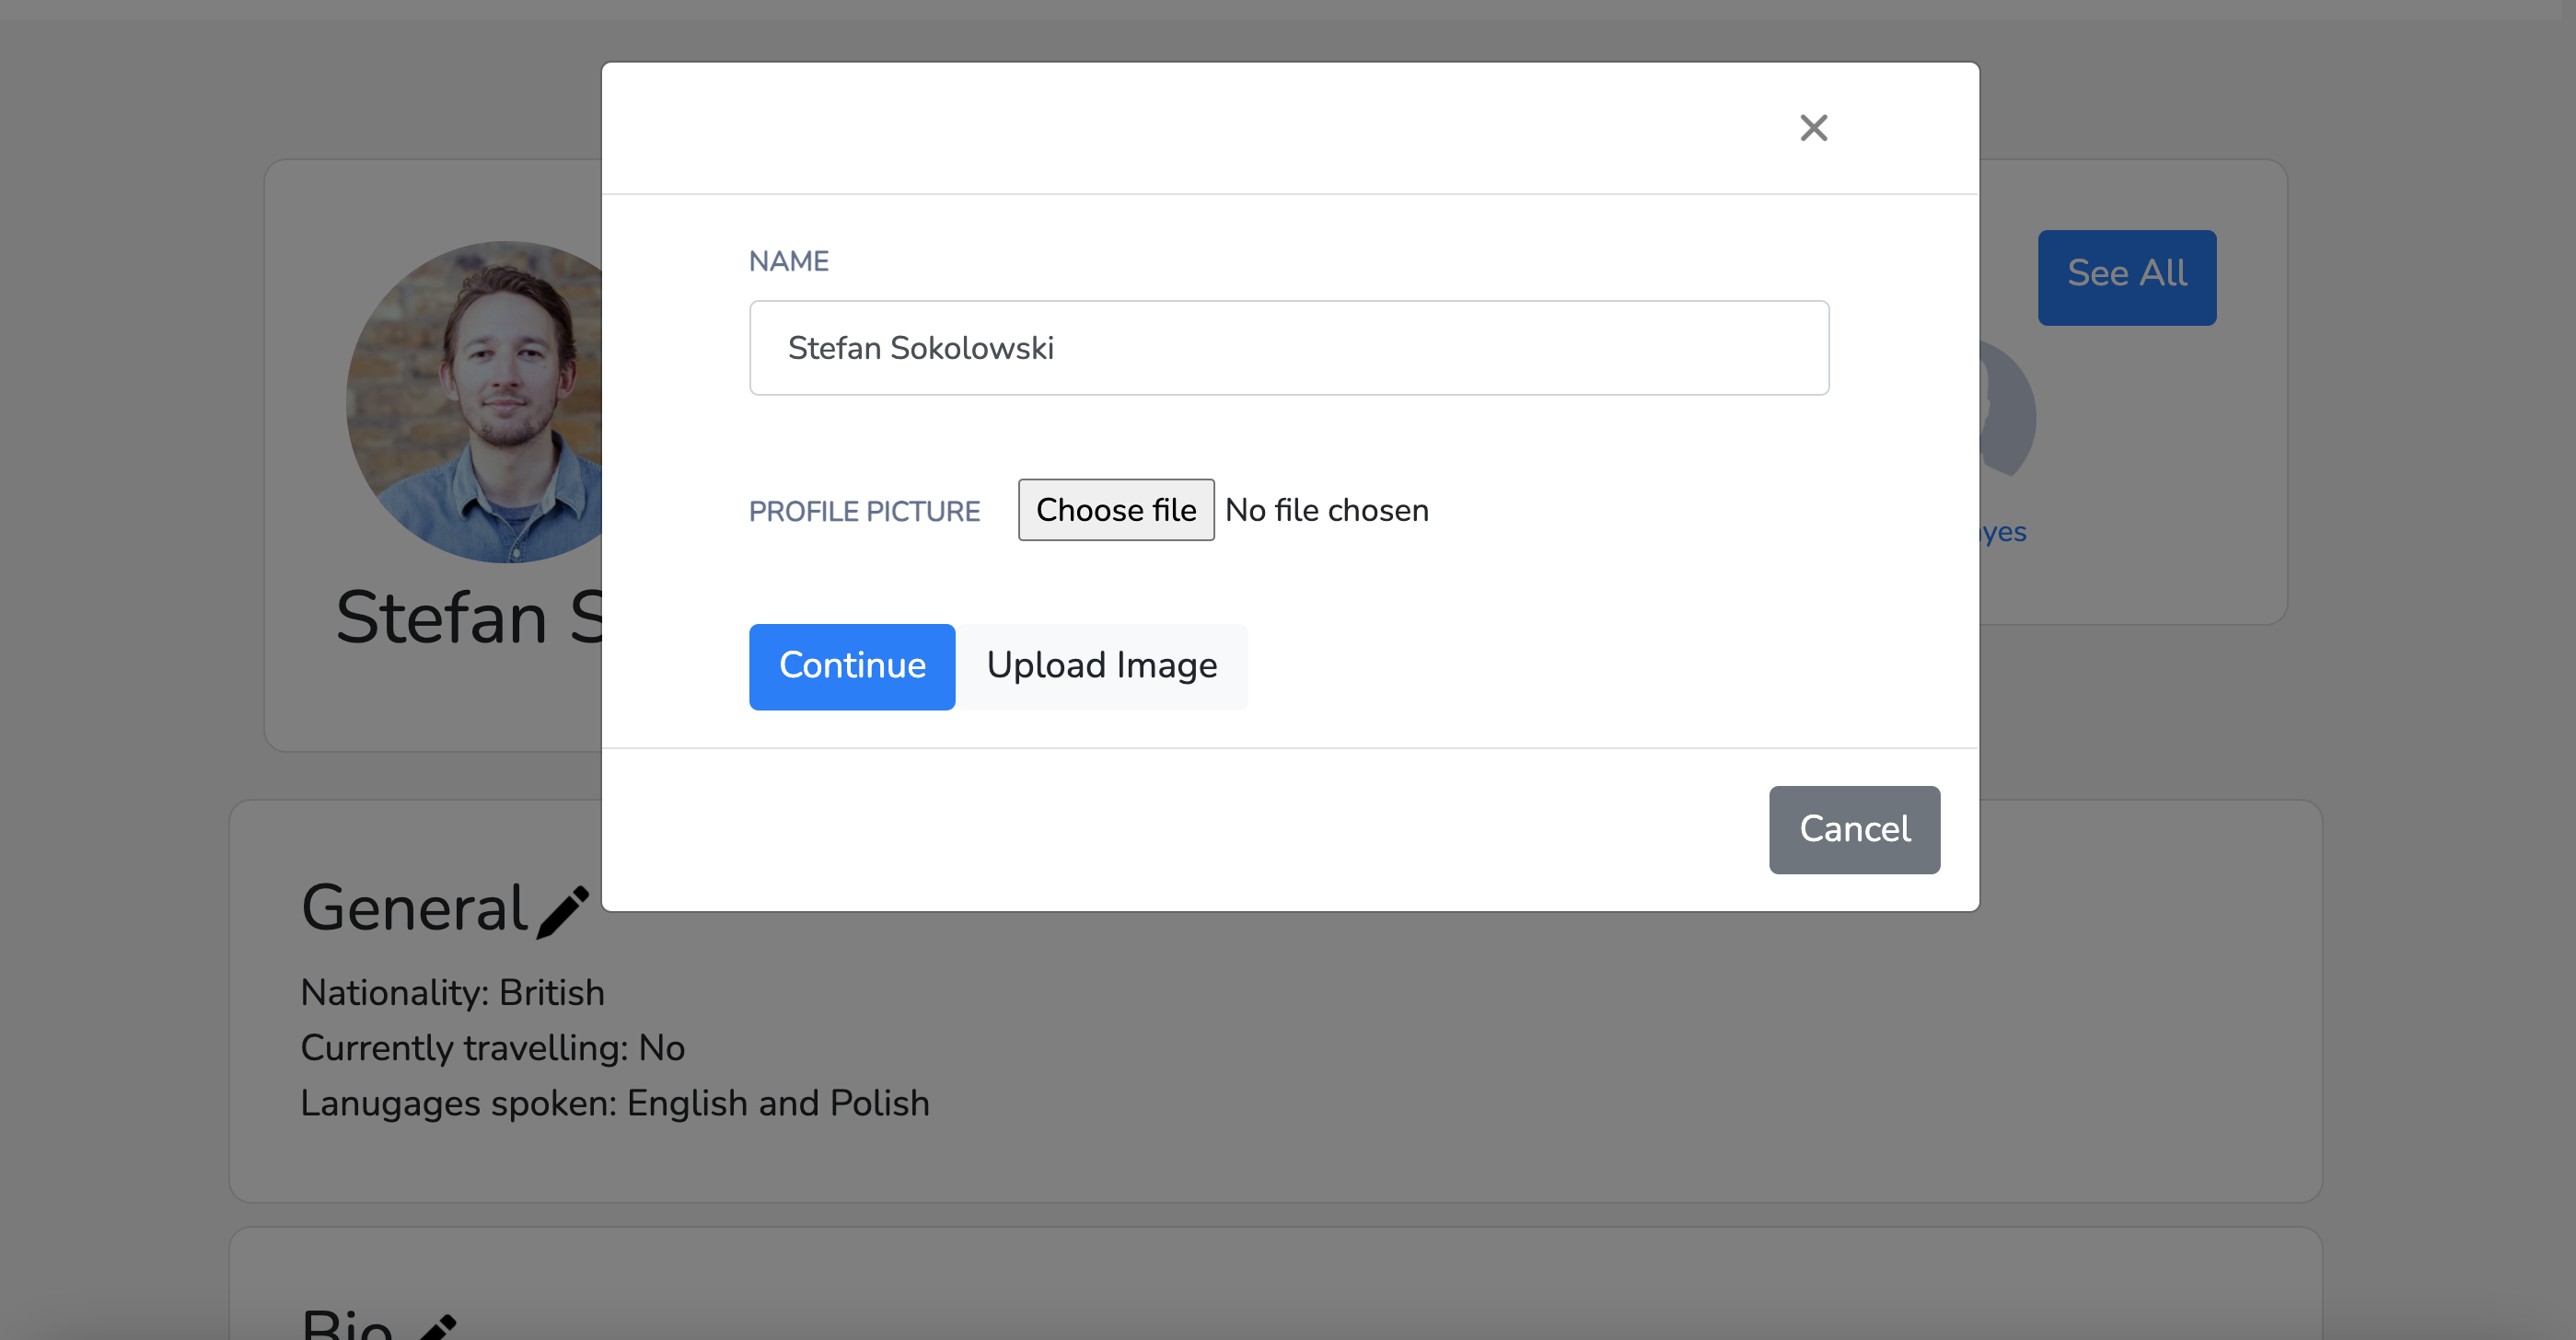 NAME
Stefan Sokolowski
PROFILE PICTURE Choose file No file chosen
Continue Upload Image
Cancel
See All
Stefan
General
Nationality: British
Currently travelling: No
Lanugages spoken: English and Polish
Bio